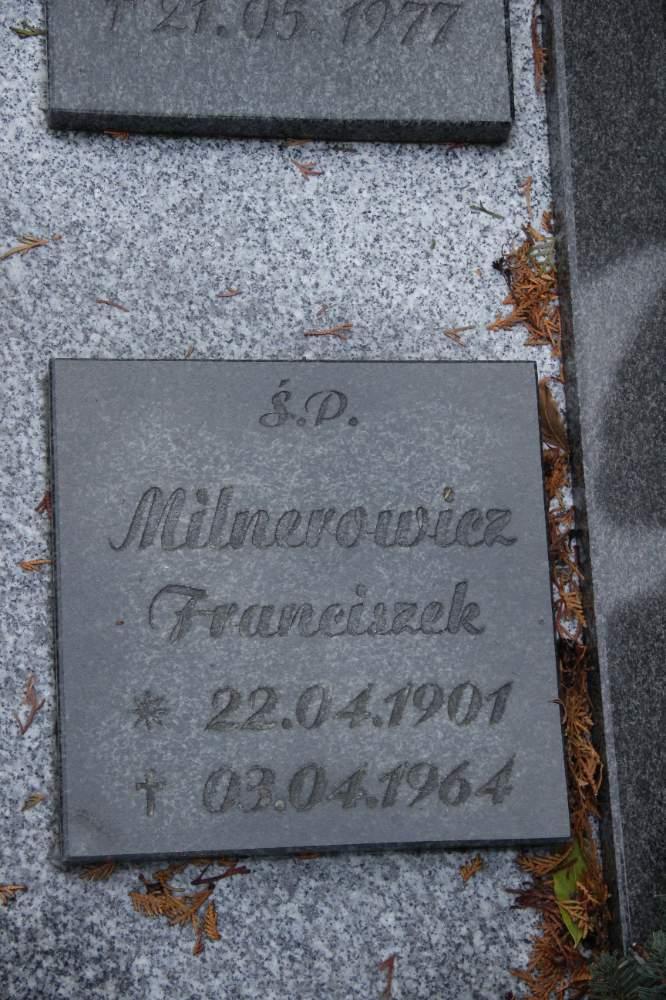 † 21.05 1977
Ś.P.
Milnerowicz
Franciszek
* 22.04.1901
† 03.04.1964